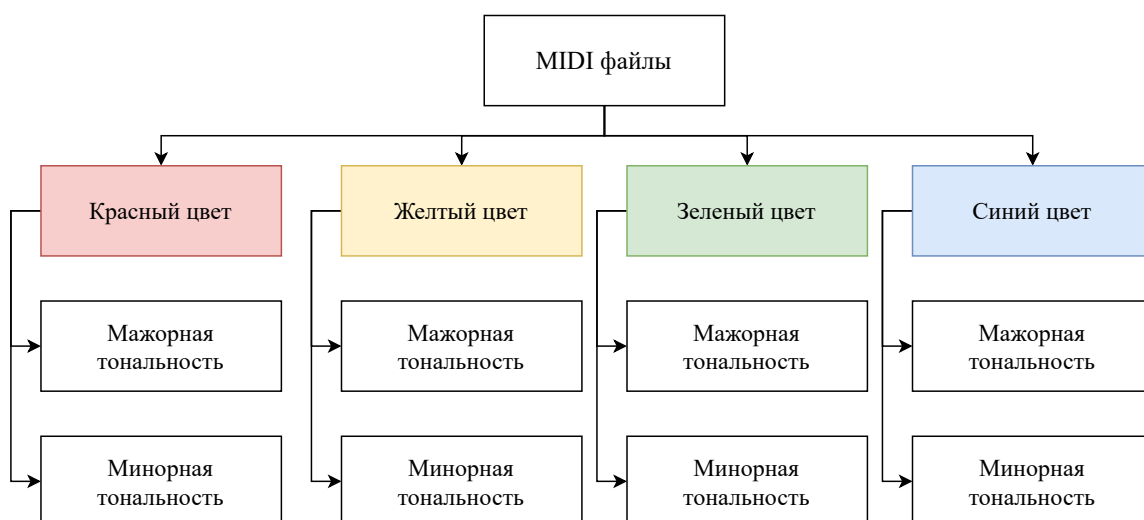 MIDI файлы
Красный цвет
Желтый цвет
Зеленый цвет
Синий цвет
Мажорная
тональность
Мажорная
тональность
Мажорная
тональность
Мажорная
тональность
Минорная
тональность
Минорная
тональность
Минорная
тональность
Минорная
тональность